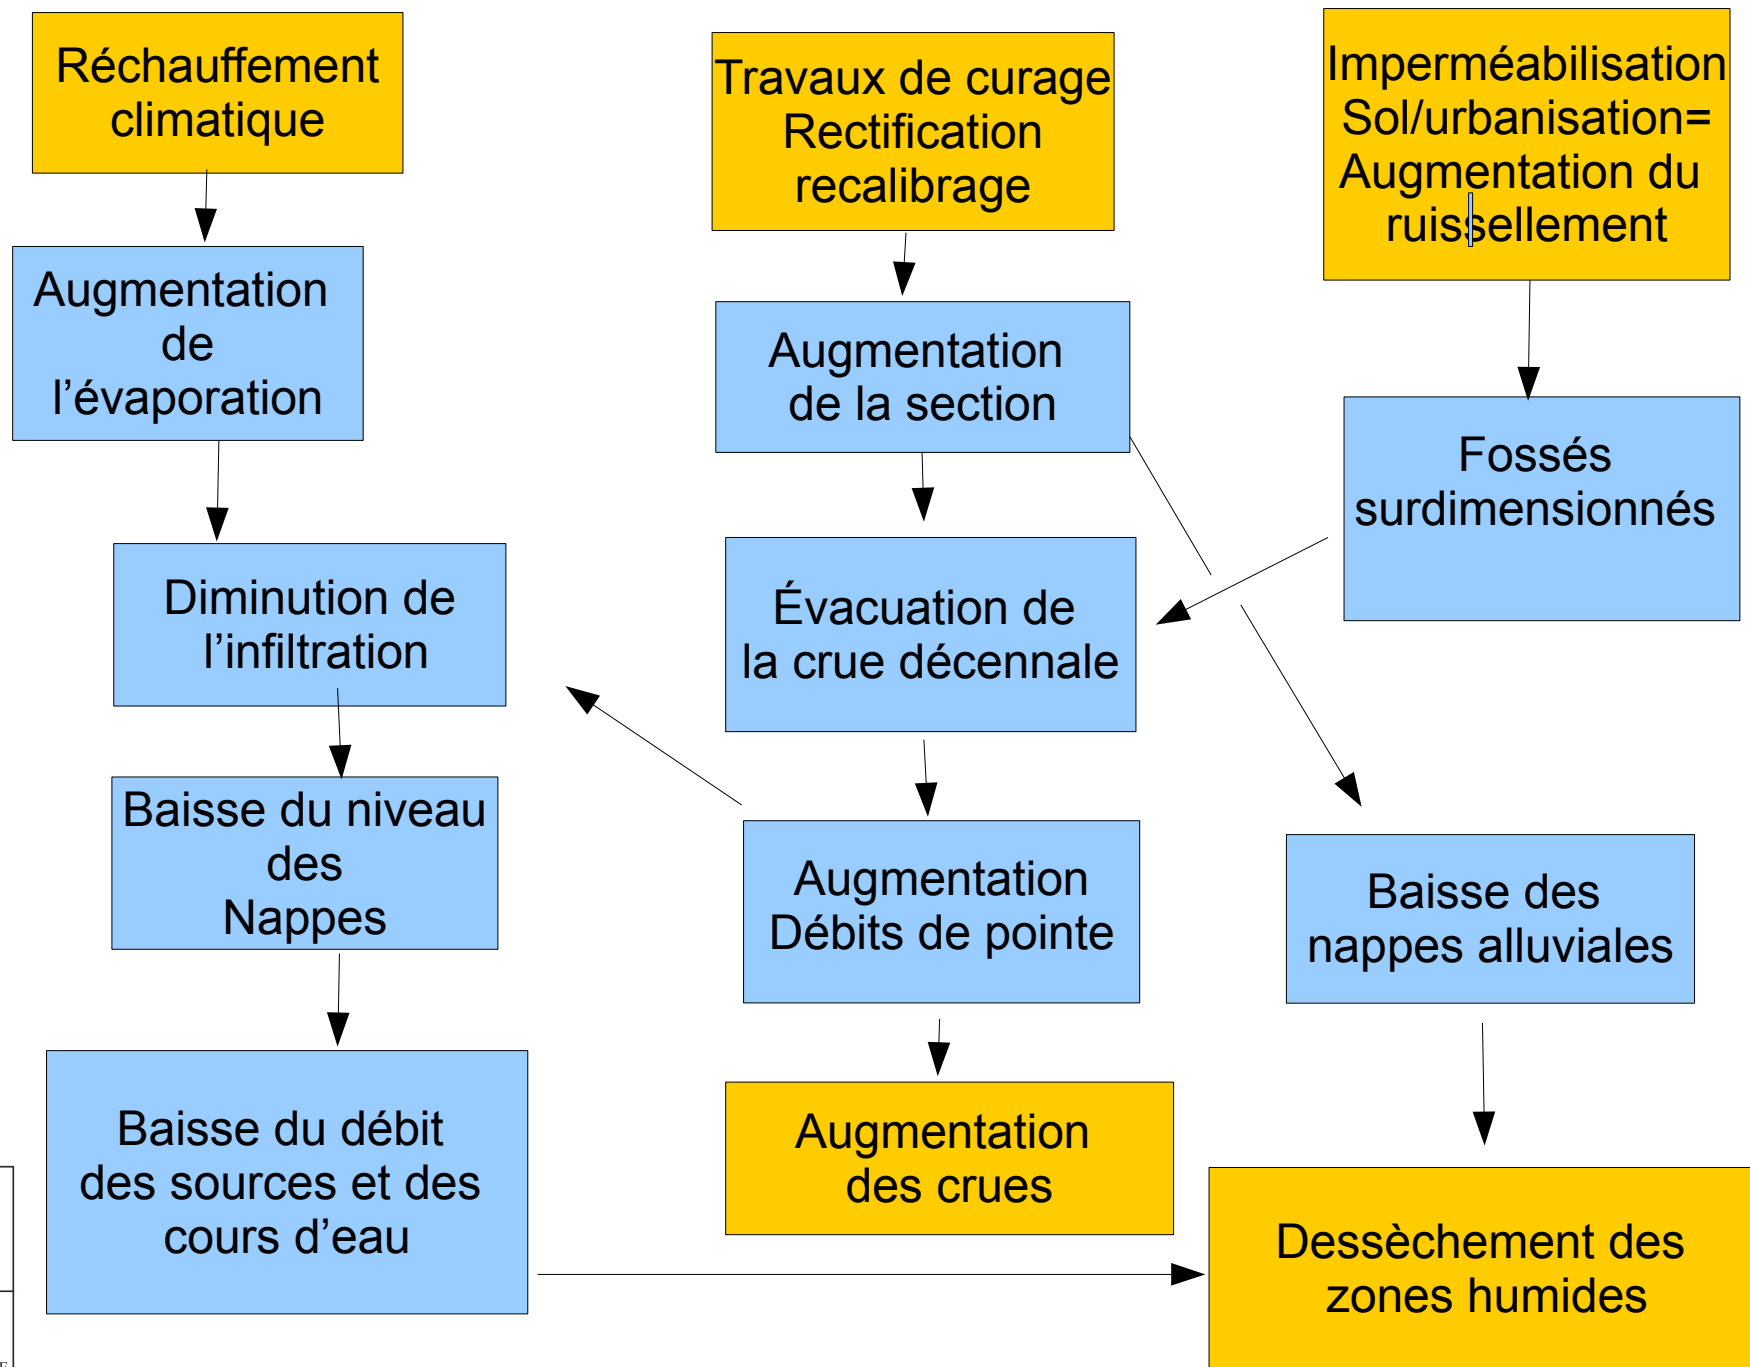 Réchauffement
climatique
Travaux de curage
Rectification
recalibrage
Imperméabilisation
Sol/urbanisation=
Augmentation du
ruissellement
Augmentation
de
l’évaporation
Augmentation
de la section
Fossés
surdimensionnés
Diminution de
l’infiltration
Évacuation de
la crue décennale
Baisse du niveau
des
Nappes
Augmentation
Débits de pointe
Baisse des
nappes alluviales
Baisse du débit
des sources et des
cours d’eau
Augmentation
des crues
Dessèchement des
zones humides